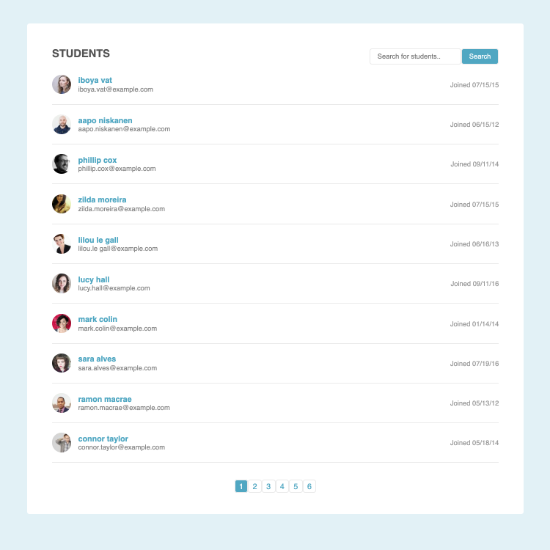 STUDENTS
Search for students..
Search
iboya vat
iboya.vat@example.com
Joined 07/15/15
aapo niskanen
aapo.niskanen@example.com
Joined 06/15/12
phillip cox
phillip.cox@example.com
Joined 09/11/14
zilda moreira
zilda.moreira@example.com
Joined 07/15/15
lilou le gall
lilou.le gall@example.com
Joined 06/16/13
lucy hall
lucy.hall@example.com
Joined 09/11/16
mark colin
mark.colin@example.com
Joined 01/14/14
sara alves
sara.alves@example.com
Joined 07/19/16
ramon macrae
ramon.macrae@example.com
Joined 05/13/12
connor taylor
connor.taylor@example.com
Joined 05/18/14
1 2 3 4 5 6